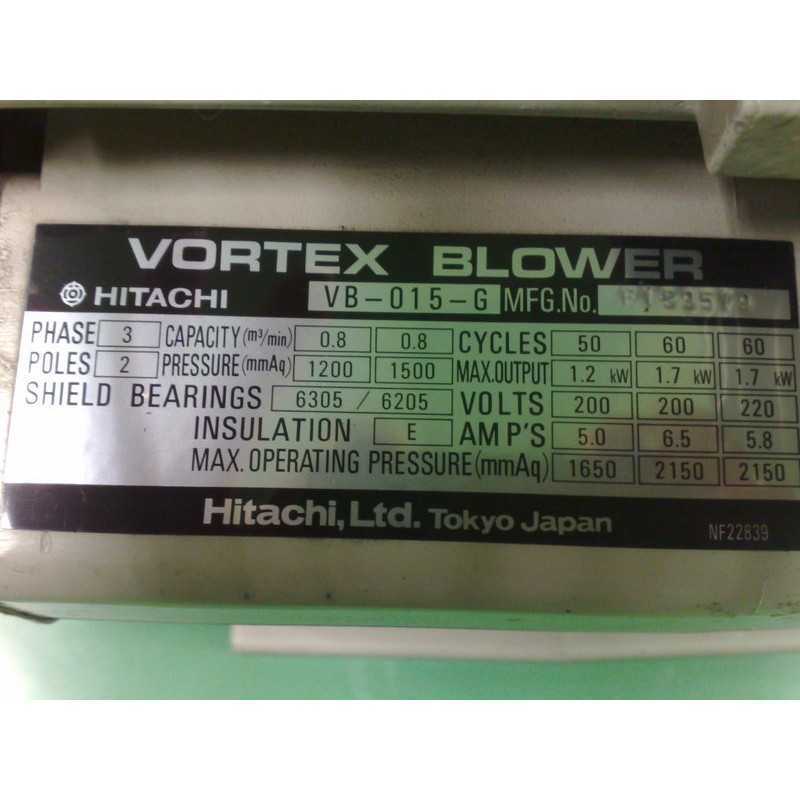 VORTEX BLOWER
HITACHI VB-015-G MFG.No.
PHASE 3 CAPACITY(m³/min) 0.8 0.8 CYCLES 50 60 60
POLES 2 PRESSURE(mmAq) 1200 1500 MAX.OUTPUT 1.2 kW 1.7 kW 1.7 kW
SHIELD BEARINGS 6305 / 6205 VOLTS 200 200 220
INSULATION E AMP'S 5.0 6.5 5.8
MAX.OPERATING PRESSURE(mmAq) 1650 2150 2150
Hitachi,Ltd. Tokyo Japan
NF22839